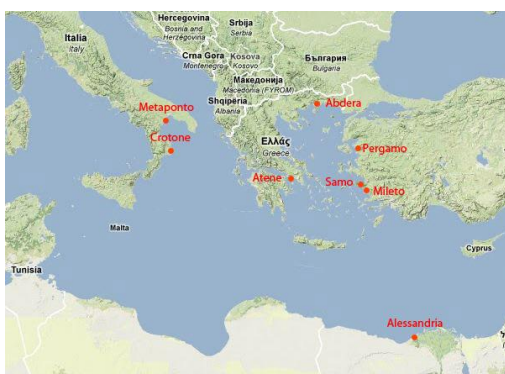 Hercegovina
Bosnia and
Herzegovina
Србија
Serbia
Italia
Italy
Crna Gora
Montenegro
Kosova
Kosovo
България
Bulgaria
Македонија
Macedonia (FYROM)
Shqipëria
Albania
Abdera
Metaponto
Crotone
Ελλάς
Greece
Pergamo
Atene
Samo
Mileto
Malta
Cyprus
Tunisia
Alessandria